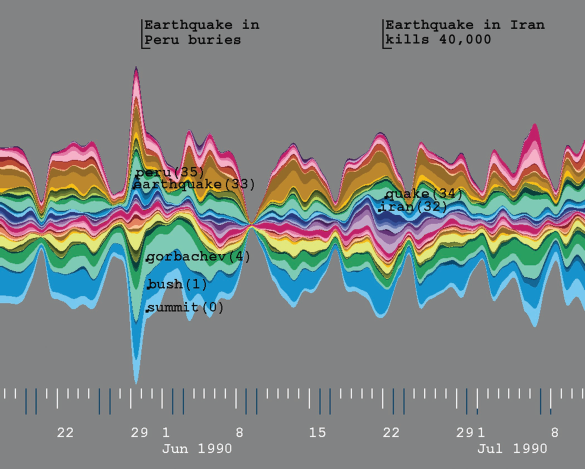 Earthquake in
Peru buries
Earthquake in Iran
kills 40,000
peru(35)
earthquake(33)
quake(34)
iran(32)
gorbachev(4)
bush(1)
summit(0)
22 29 1 8 15 22 29 1 8
Jun 1990 Jul 1990